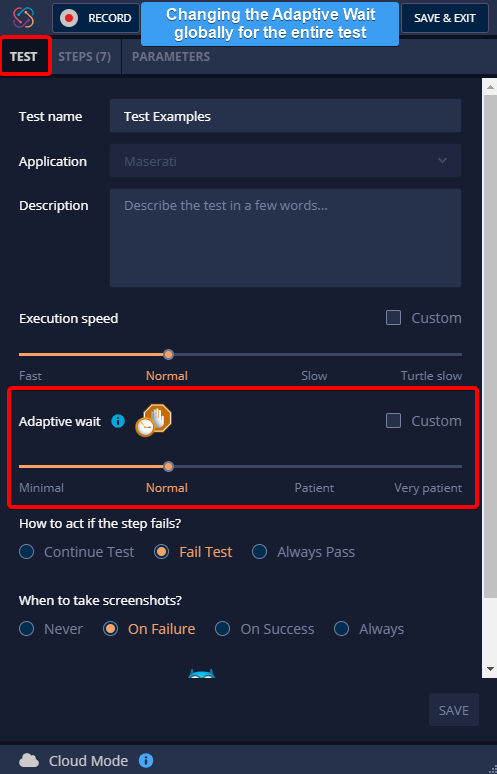 RECORD
Changing the Adaptive Wait
globally for the entire test
SAVE & EXIT
TEST STEPS (7) PARAMETERS
Test name Test Examples
Application Maserati
Description Describe the test in a few words...
Execution speed Custom
Fast Normal Slow Turtle slow
Adaptive wait i Custom
Minimal Normal Patient Very patient
How to act if the step fails?
Continue Test Fail Test Always Pass
When to take screenshots?
Never On Failure On Success Always
SAVE
Cloud Mode i